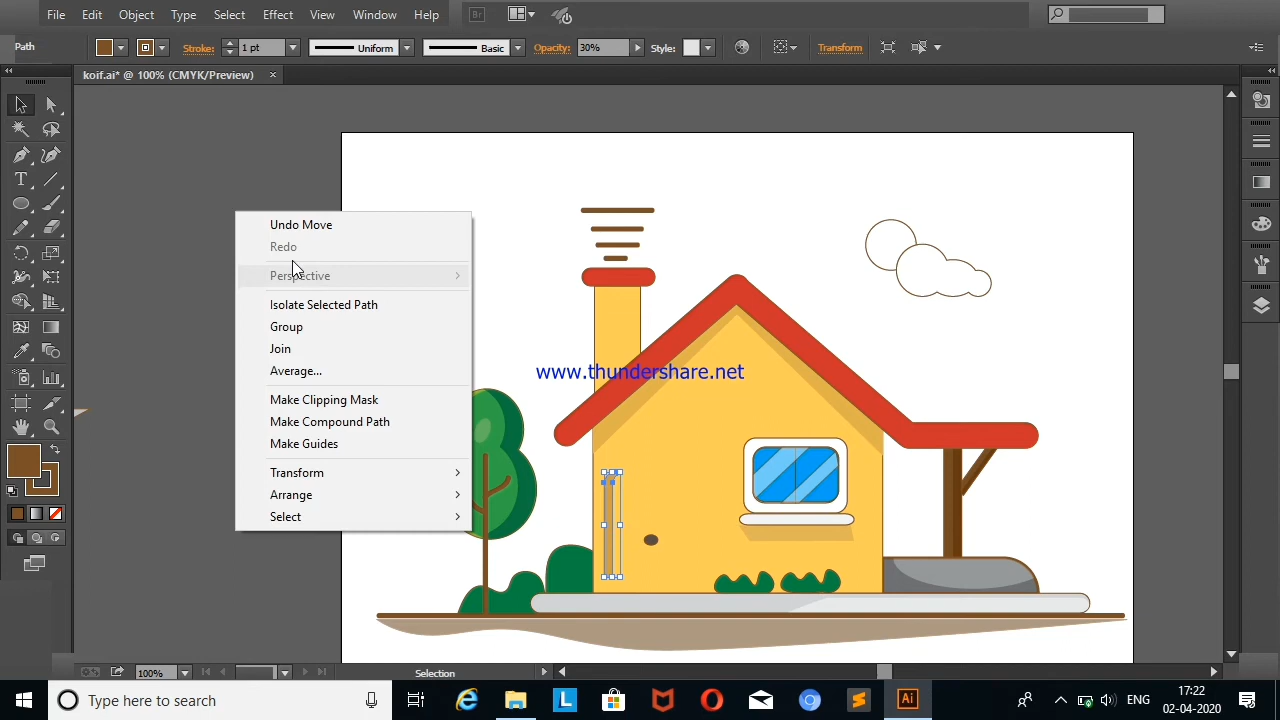 File Edit Object Type Select Effect View Window Help Br
Path Stroke: 1 pt Uniform Basic Opacity: 30% Style: Transform
koif.ai* @ 100% (CMYK/Preview) ×
Undo Move
Redo
Perspective
Isolate Selected Path
Group
Join
Average...
Make Clipping Mask
Make Compound Path
Make Guides
Transform
Arrange
Select
www.thundershare.net
100% Selection
Type here to search
L
Ai
ENG
17:22
02-04-2020